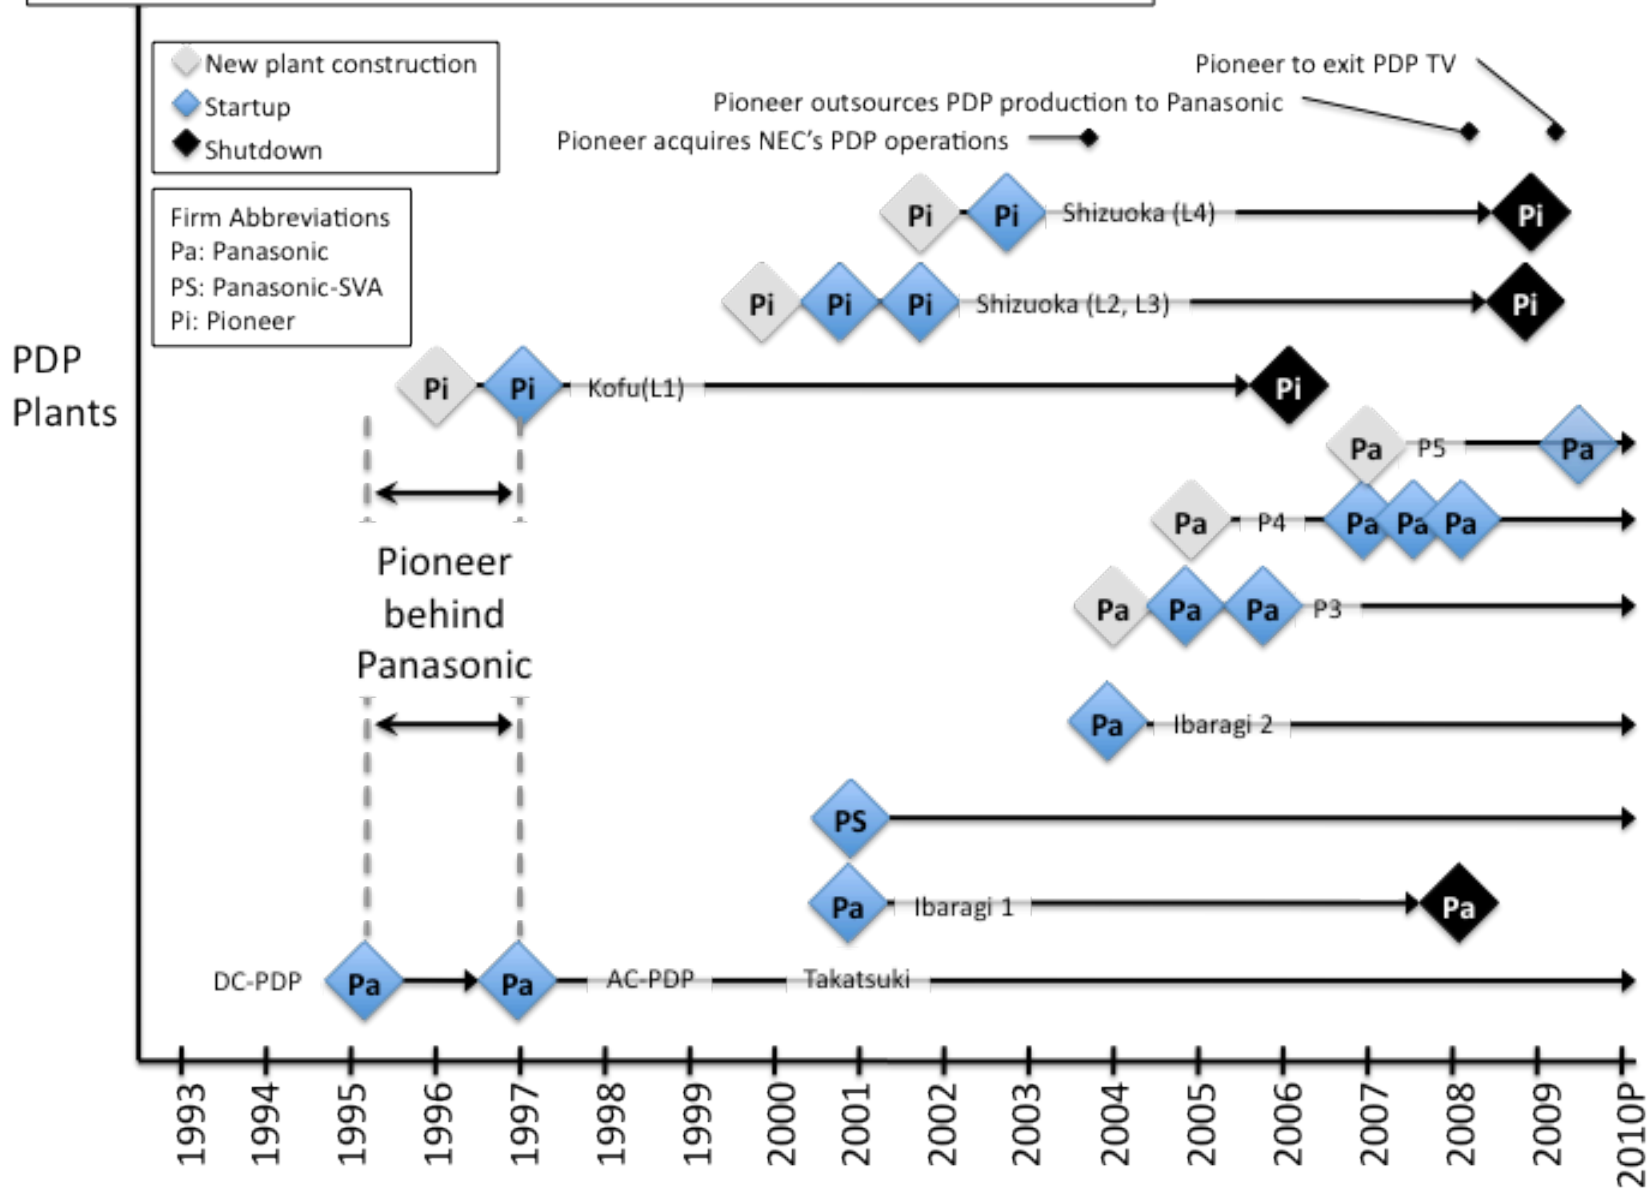 New plant construction
Startup
Shutdown
Firm Abbreviations
Pa: Panasonic
PS: Panasonic-SVA
Pi: Pioneer
Pioneer to exit PDP TV
Pioneer outsources PDP production to Panasonic
Pioneer acquires NEC's PDP operations
Pi Pi Shizuoka (L4) Pi
Pi Pi Pi Shizuoka (L2, L3) Pi
PDP
Plants
Pi Pi Kofu(L1) Pi
Pa P5 Pa
Pa P4 Pa Pa Pa
Pa Pa Pa P3
Pioneer
behind
Panasonic
Pa Ibaragi 2
PS
Pa Ibaragi 1 Pa
DC-PDP Pa Pa AC-PDP Takatsuki
1993 1994 1995 1996 1997 1998 1999 2000 2001 2002 2003 2004 2005 2006 2007 2008 2009 2010P